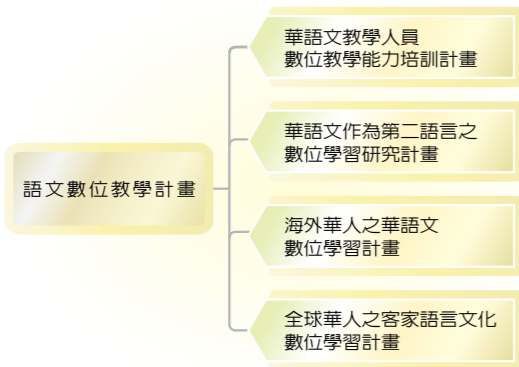 語文數位教學計畫
華語文教學人員
數位教學能力培訓計畫
華語文作為第二語言之
數位學習研究計畫
海外華人之華語文
數位學習計畫
全球華人之客家語言文化
數位學習計畫